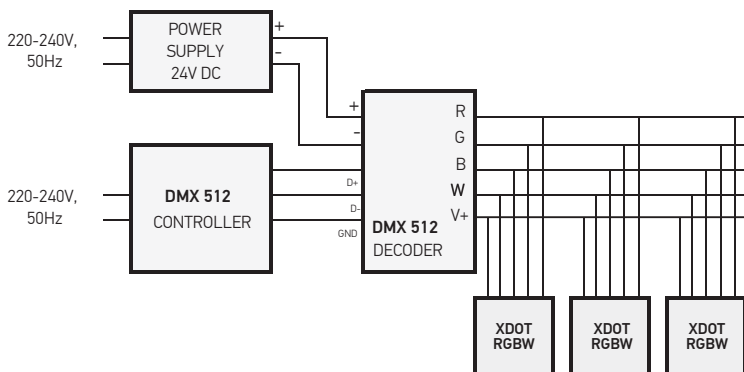 220-240V,
50Hz
POWER
SUPPLY
24V DC
+
-
220-240V,
50Hz
DMX 512
CONTROLLER
+
-
D+
D-
GND
DMX 512
DECODER
R
G
B
W
V+
XDOT
RGBW
XDOT
RGBW
XDOT
RGBW